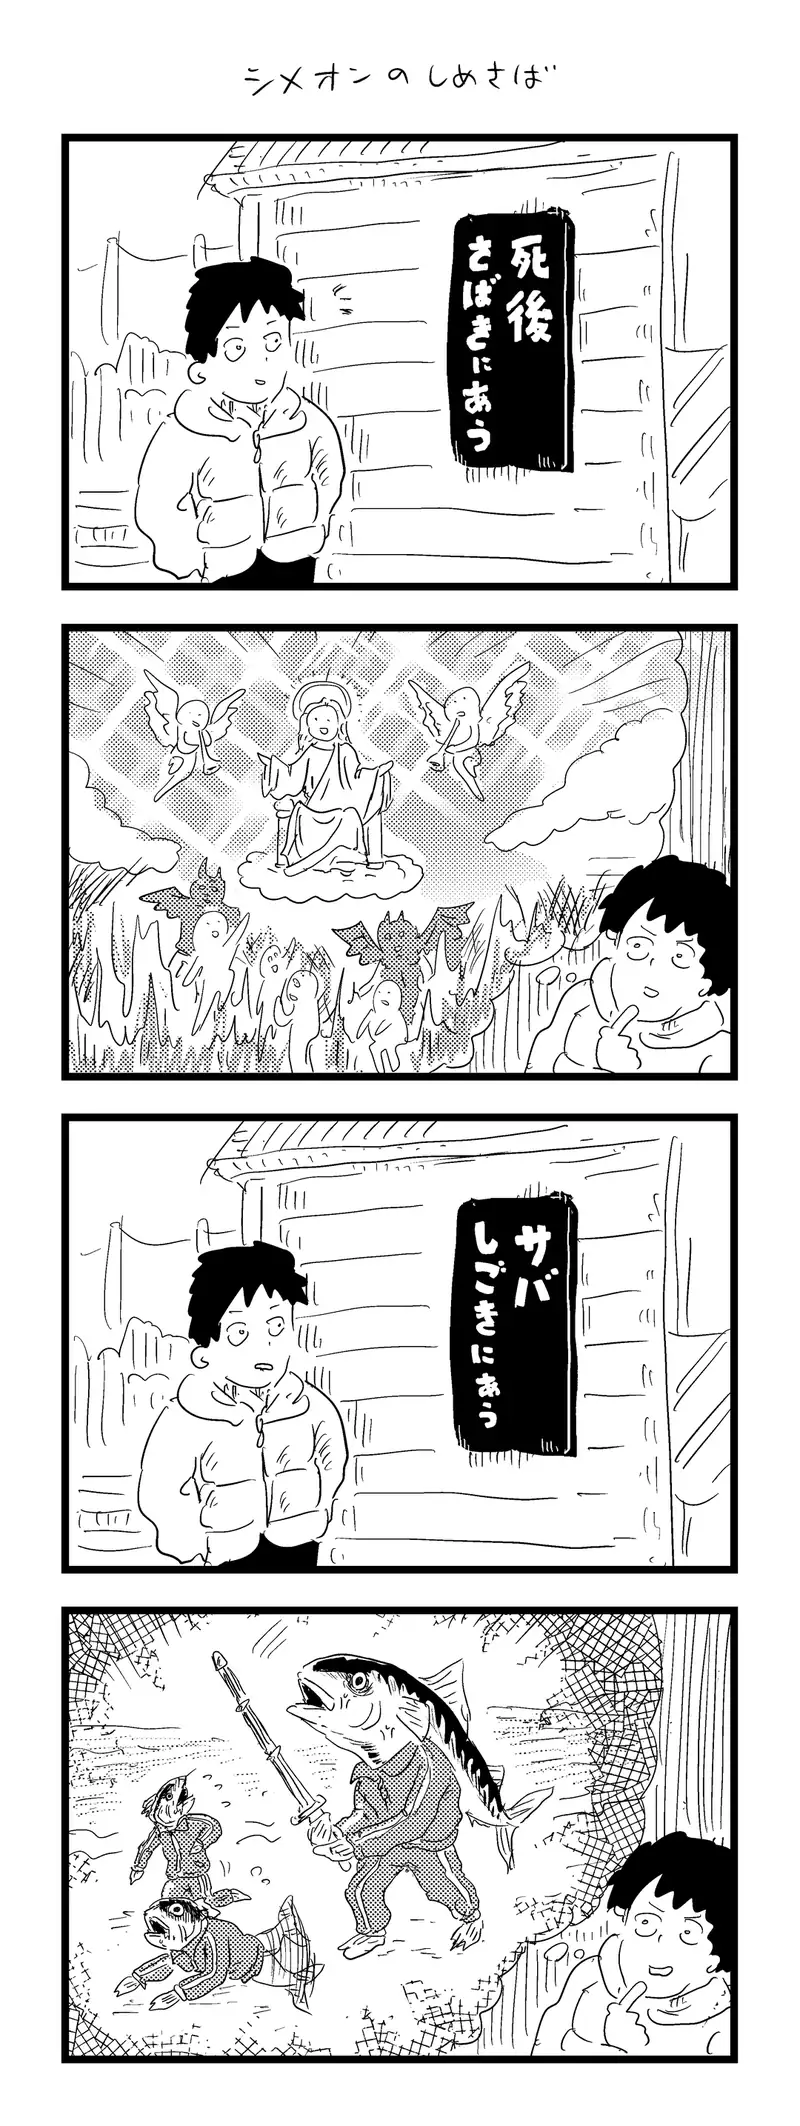 シメオンのしめさば
死後
さばきにあう
サバ
しごきにあう